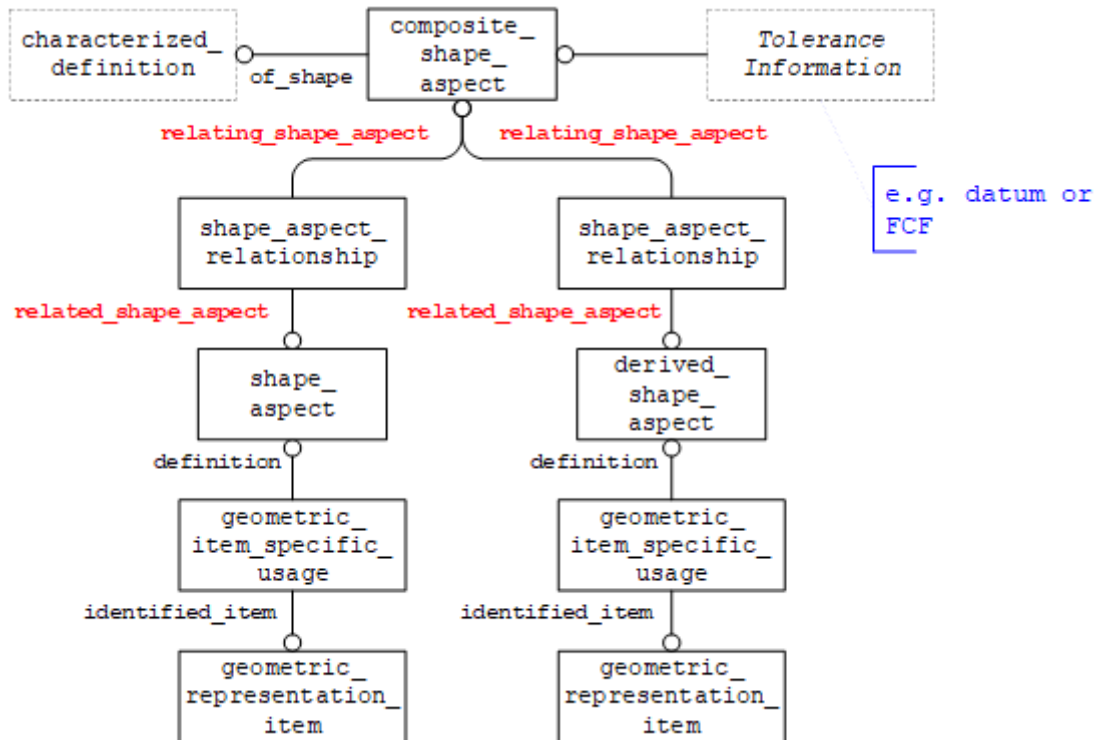 characterized_
definition
of_shape
composite_
shape_
aspect
Tolerance
Information
relating_shape_aspect
relating_shape_aspect
e.g. datum or
FCF
shape_aspect_
relationship
shape_aspect_
relationship
related_shape_aspect
related_shape_aspect
shape_
aspect
derived_
shape_
aspect
definition
definition
geometric_
item_specific_
usage
geometric_
item_specific_
usage
identified_item
identified_item
geometric_
representation_
item
geometric_
representation_
item